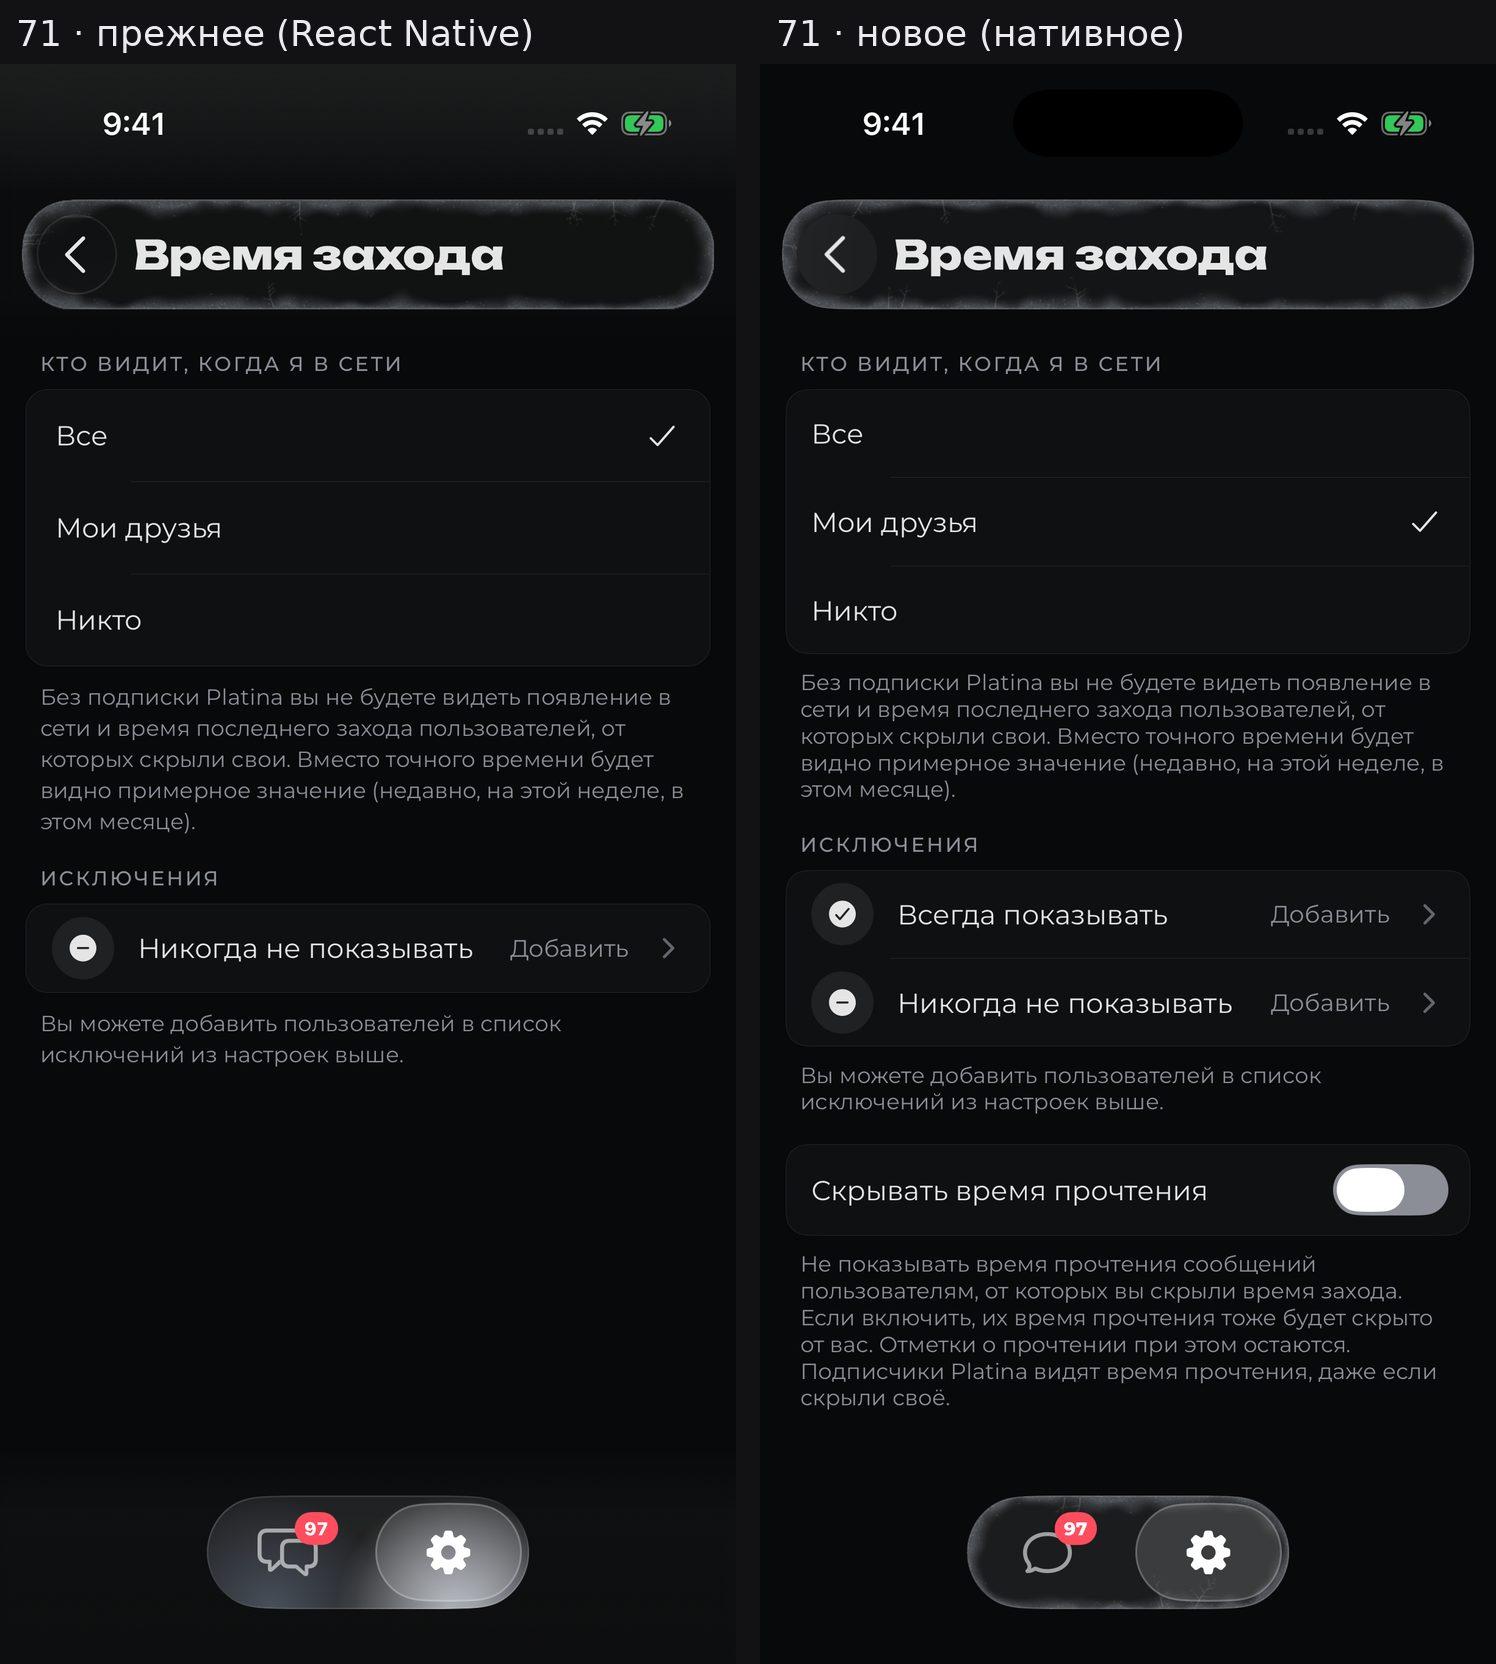 71 · прежнее (React Native)
9:41
Время захода
КТО ВИДИТ, КОГДА Я В СЕТИ
Все
Мои друзья
Никто
Без подписки Platina вы не будете видеть появление в
сети и время последнего захода пользователей, от
которых скрыли свои. Вместо точного времени будет
видно примерное значение (недавно, на этой неделе, в
этом месяце).
ИСКЛЮЧЕНИЯ
Никогда не показывать Добавить
Вы можете добавить пользователей в список
исключений из настроек выше.
97
71 · новое (нативное)
9:41
Время захода
КТО ВИДИТ, КОГДА Я В СЕТИ
Все
Мои друзья
Никто
Без подписки Platina вы не будете видеть появление в
сети и время последнего захода пользователей, от
которых скрыли свои. Вместо точного времени будет
видно примерное значение (недавно, на этой неделе, в
этом месяце).
ИСКЛЮЧЕНИЯ
Всегда показывать Добавить
Никогда не показывать Добавить
Вы можете добавить пользователей в список
исключений из настроек выше.
Скрывать время прочтения
Не показывать время прочтения сообщений
пользователям, от которых вы скрыли время захода.
Если включить, их время прочтения тоже будет скрыто
от вас. Отметки о прочтении при этом остаются.
Подписчики Platina видят время прочтения, даже если
скрыли своё.
97